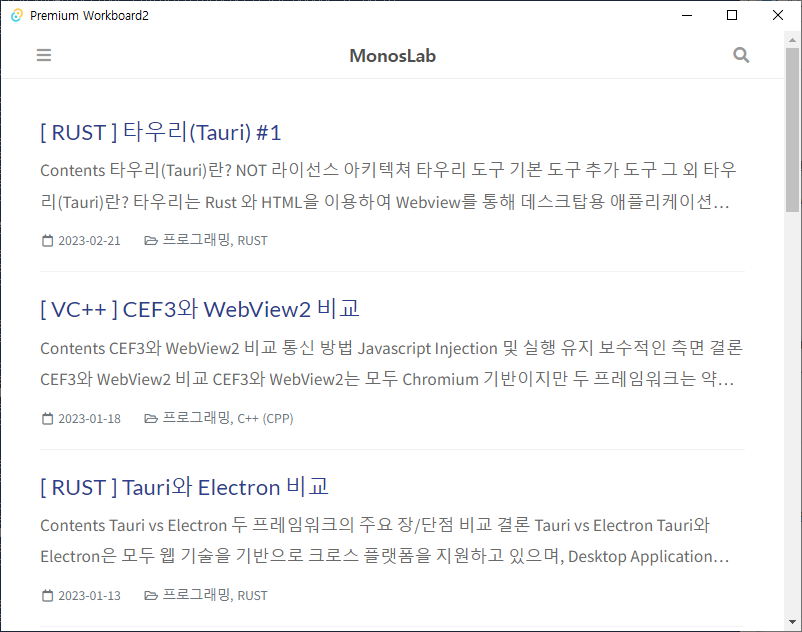 Premium Workboard2
MonosLab
[ RUST ] 타우리(Tauri) #1
Contents 타우리(Tauri)란? NOT 라이선스 아키텍쳐 타우리 도구 기본 도구 추가 도구 그 외 타우
리(Tauri)란? 타우리는 Rust 와 HTML을 이용하여 Webview를 통해 데스크탑용 애플리케이션…
2023-02-21 프로그래밍, RUST
[ VC++ ] CEF3와 WebView2 비교
Contents CEF3와 WebView2 비교 통신 방법 Javascript Injection 및 실행 유지 보수적인 측면 결론
CEF3와 WebView2 비교 CEF3와 WebView2는 모두 Chromium 기반이지만 두 프레임워크는 약…
2023-01-18 프로그래밍, C++ (CPP)
[ RUST ] Tauri와 Electron 비교
Contents Tauri vs Electron 두 프레임워크의 주요 장/단점 비교 결론 Tauri vs Electron Tauri와
Electron은 모두 웹 기술을 기반으로 크로스 플랫폼을 지원하고 있으며, Desktop Application…
2023-01-13 프로그래밍, RUST